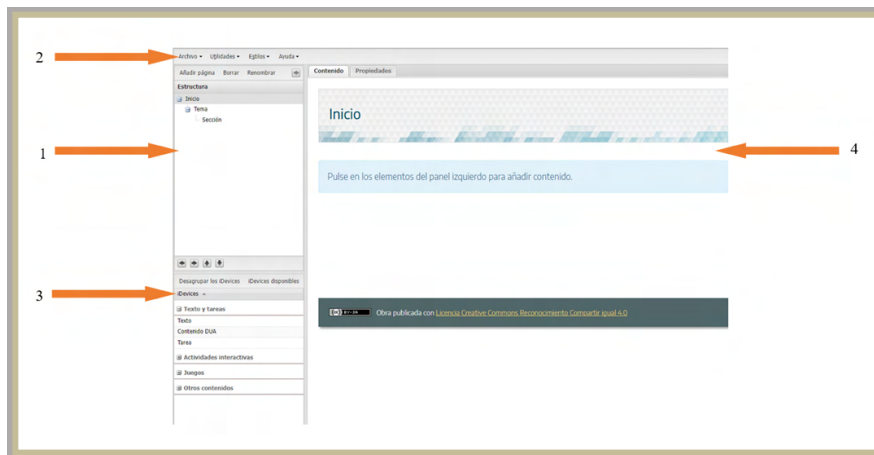 2
Archivo Utilidades Estilos Ayuda
Añadir página Borrar Renombrar
Contenido Propiedades
Estructura
Inicio
Tema
Sección
Inicio
1
4
Pulse en los elementos del panel izquierdo para añadir contenido.
Desagrupar los iDevices iDevices disponibles
3
iDevices
Texto y tareas
Texto
Contenido DUA
Tarea
Actividades interactivas
Juegos
Otros contenidos
BY-SA Obra publicada con Licencia Creative Commons Reconocimiento Compartir igual 4.0